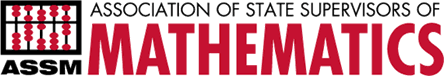 ASSM
ASSOCIATION OF STATE SUPERVISORS OF
MATHEMATICS